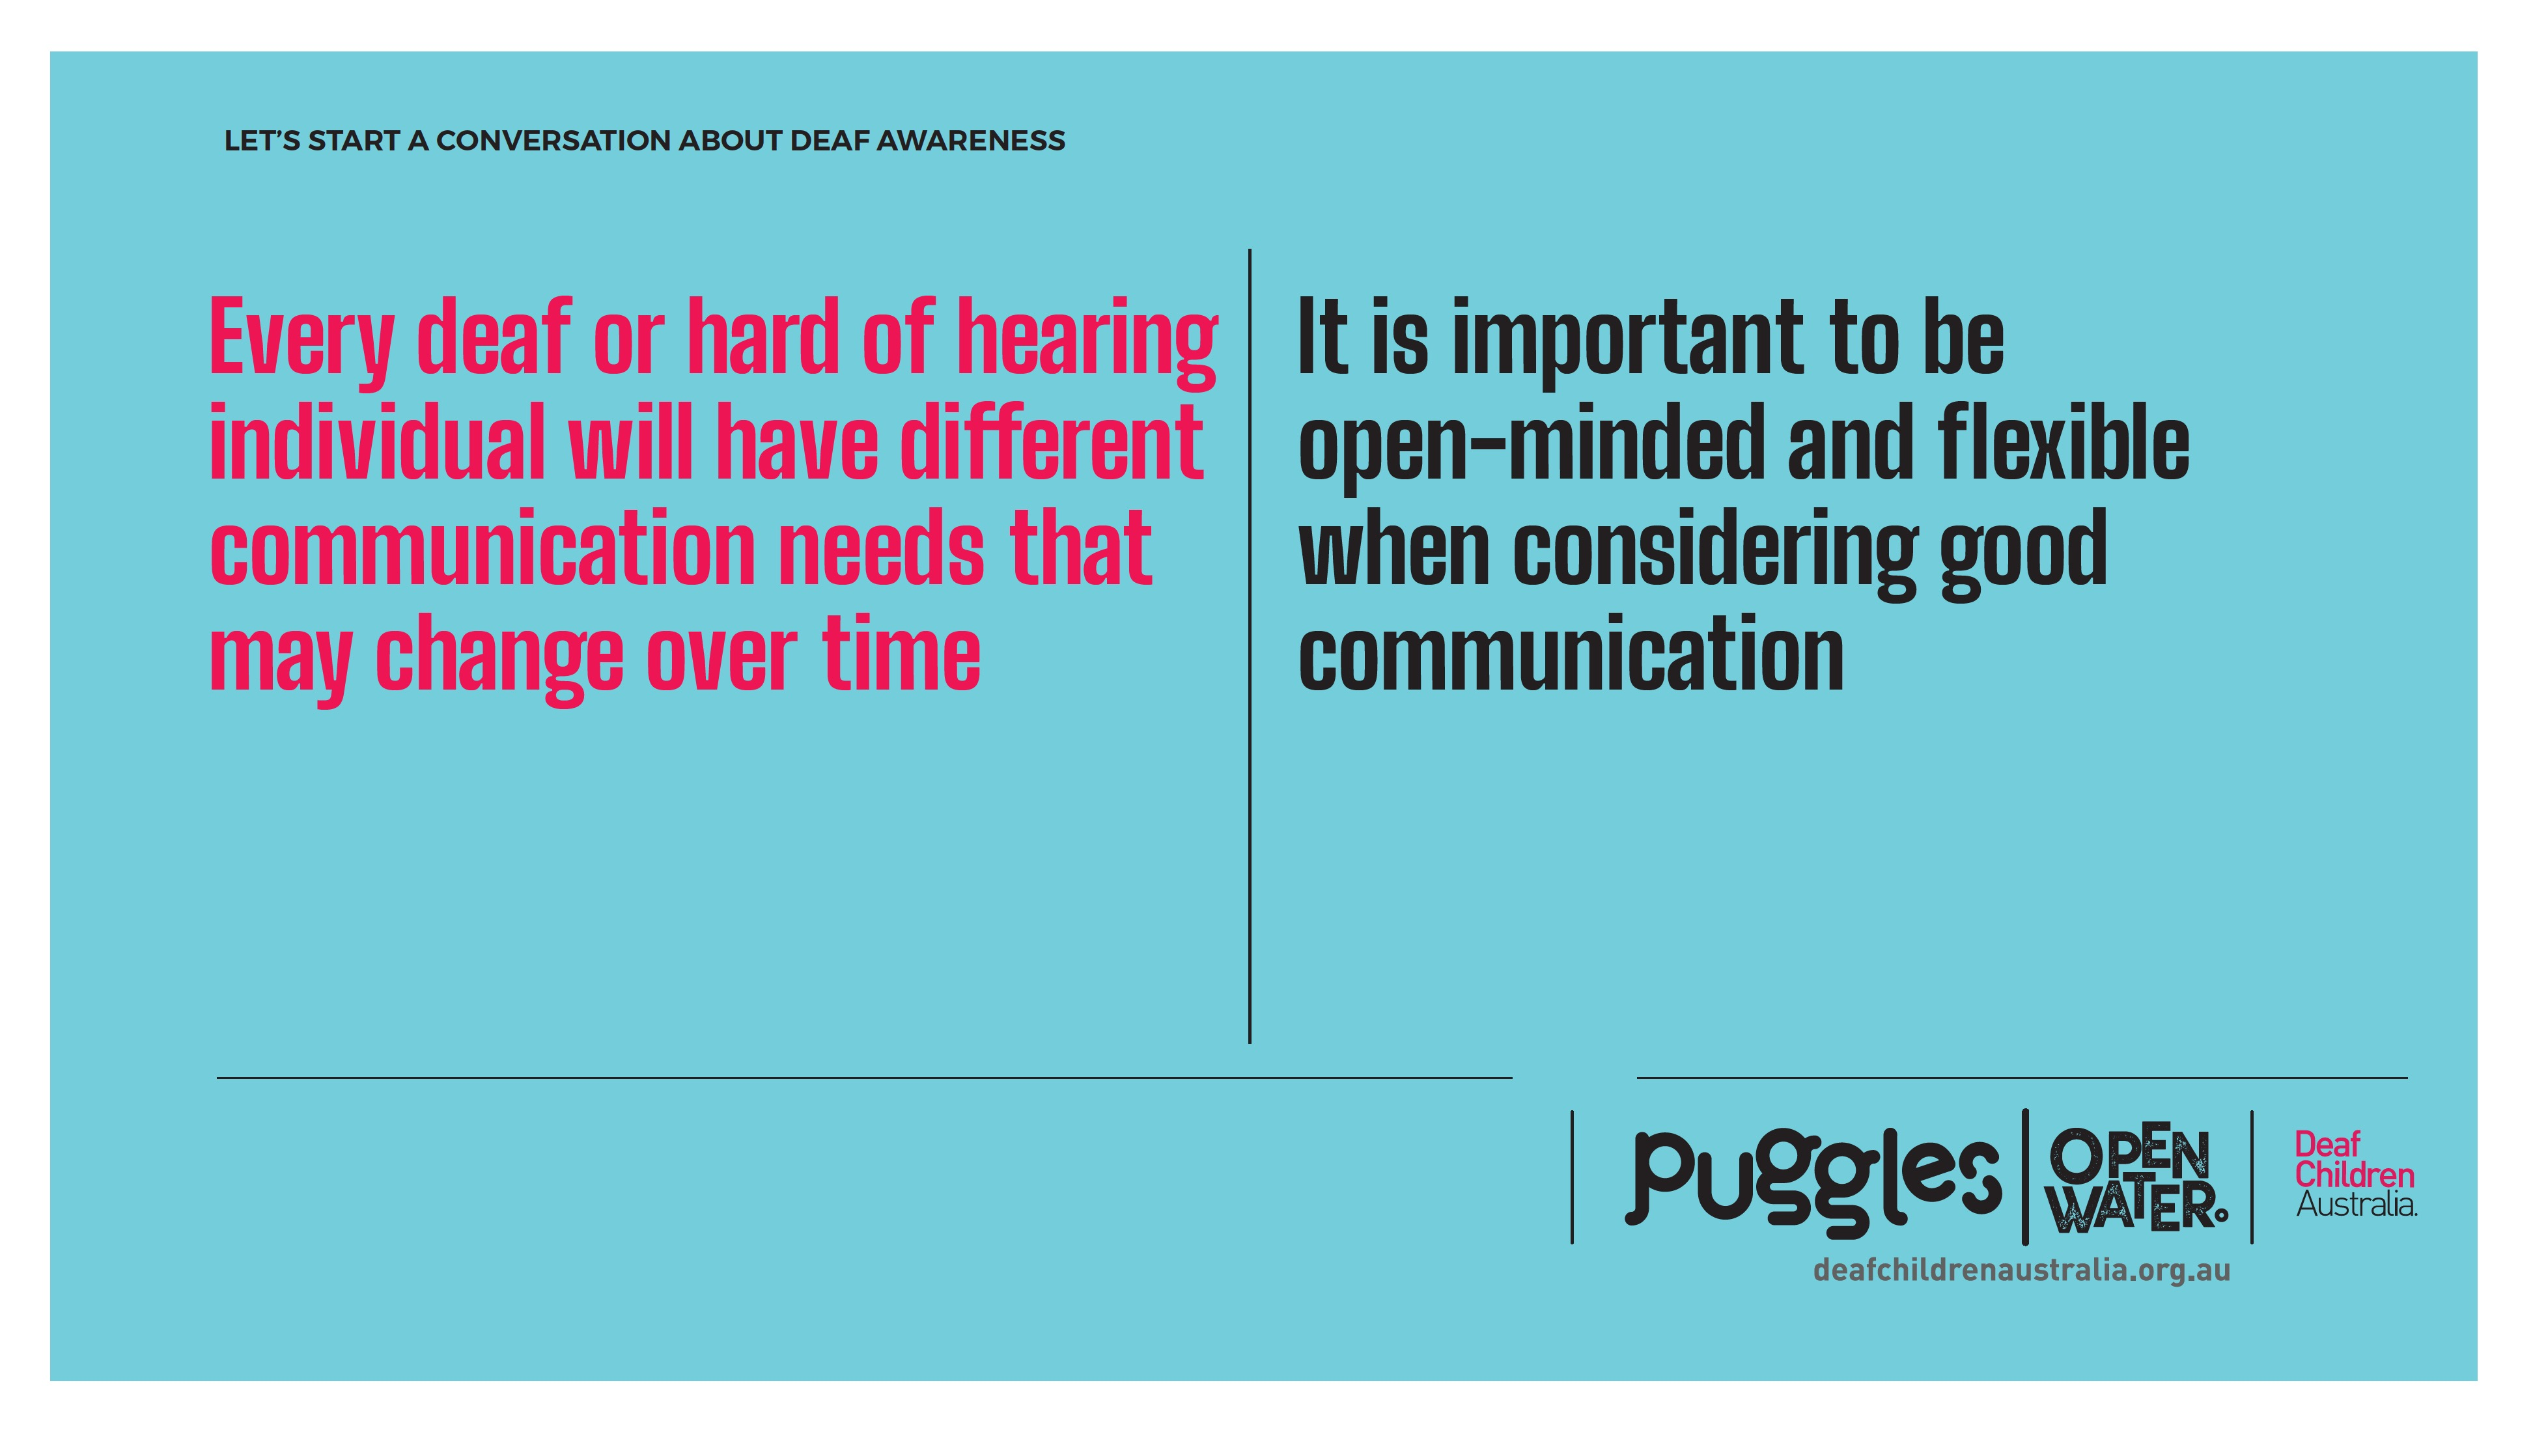 LET'S START A CONVERSATION ABOUT DEAF AWARENESS
Every deaf or hard of hearing
individual will have different
communication needs that
may change over time
It is important to be
open-minded and flexible
when considering good
communication
puggles
OPEN
WATER.
Deaf
Children
Australia.
deafchildrenaustralia.org.au